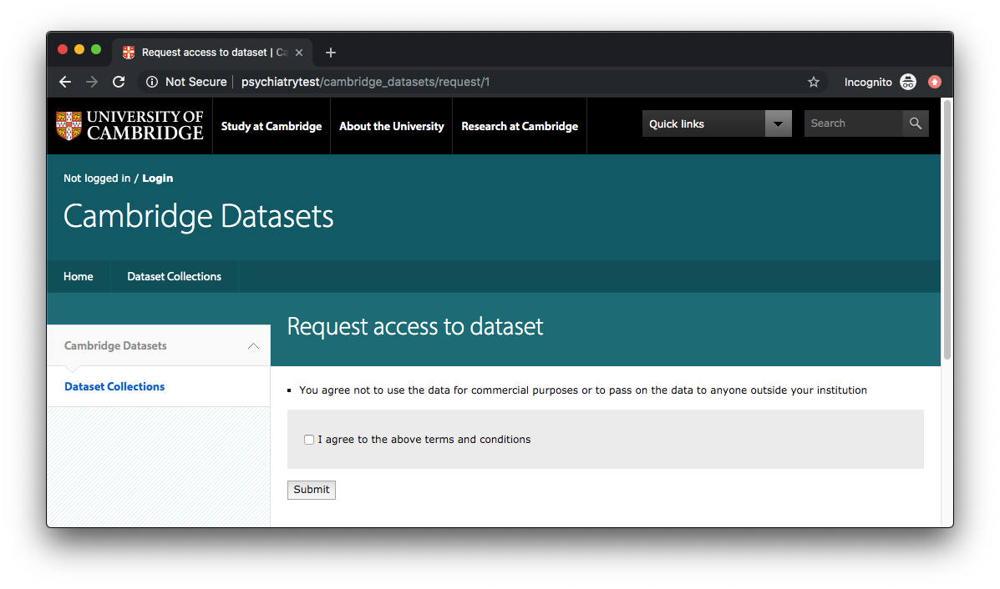 Request access to dataset | Ca
Not Secure psychiatrytest/cambridge_datasets/request/1 Incognito
UNIVERSITY OF
CAMBRIDGE
Study at Cambridge About the University Research at Cambridge Quick links Search
Not logged in / Login
Cambridge Datasets
Home Dataset Collections
Request access to dataset
Cambridge Datasets
Dataset Collections
You agree not to use the data for commercial purposes or to pass on the data to anyone outside your institution
I agree to the above terms and conditions
Submit